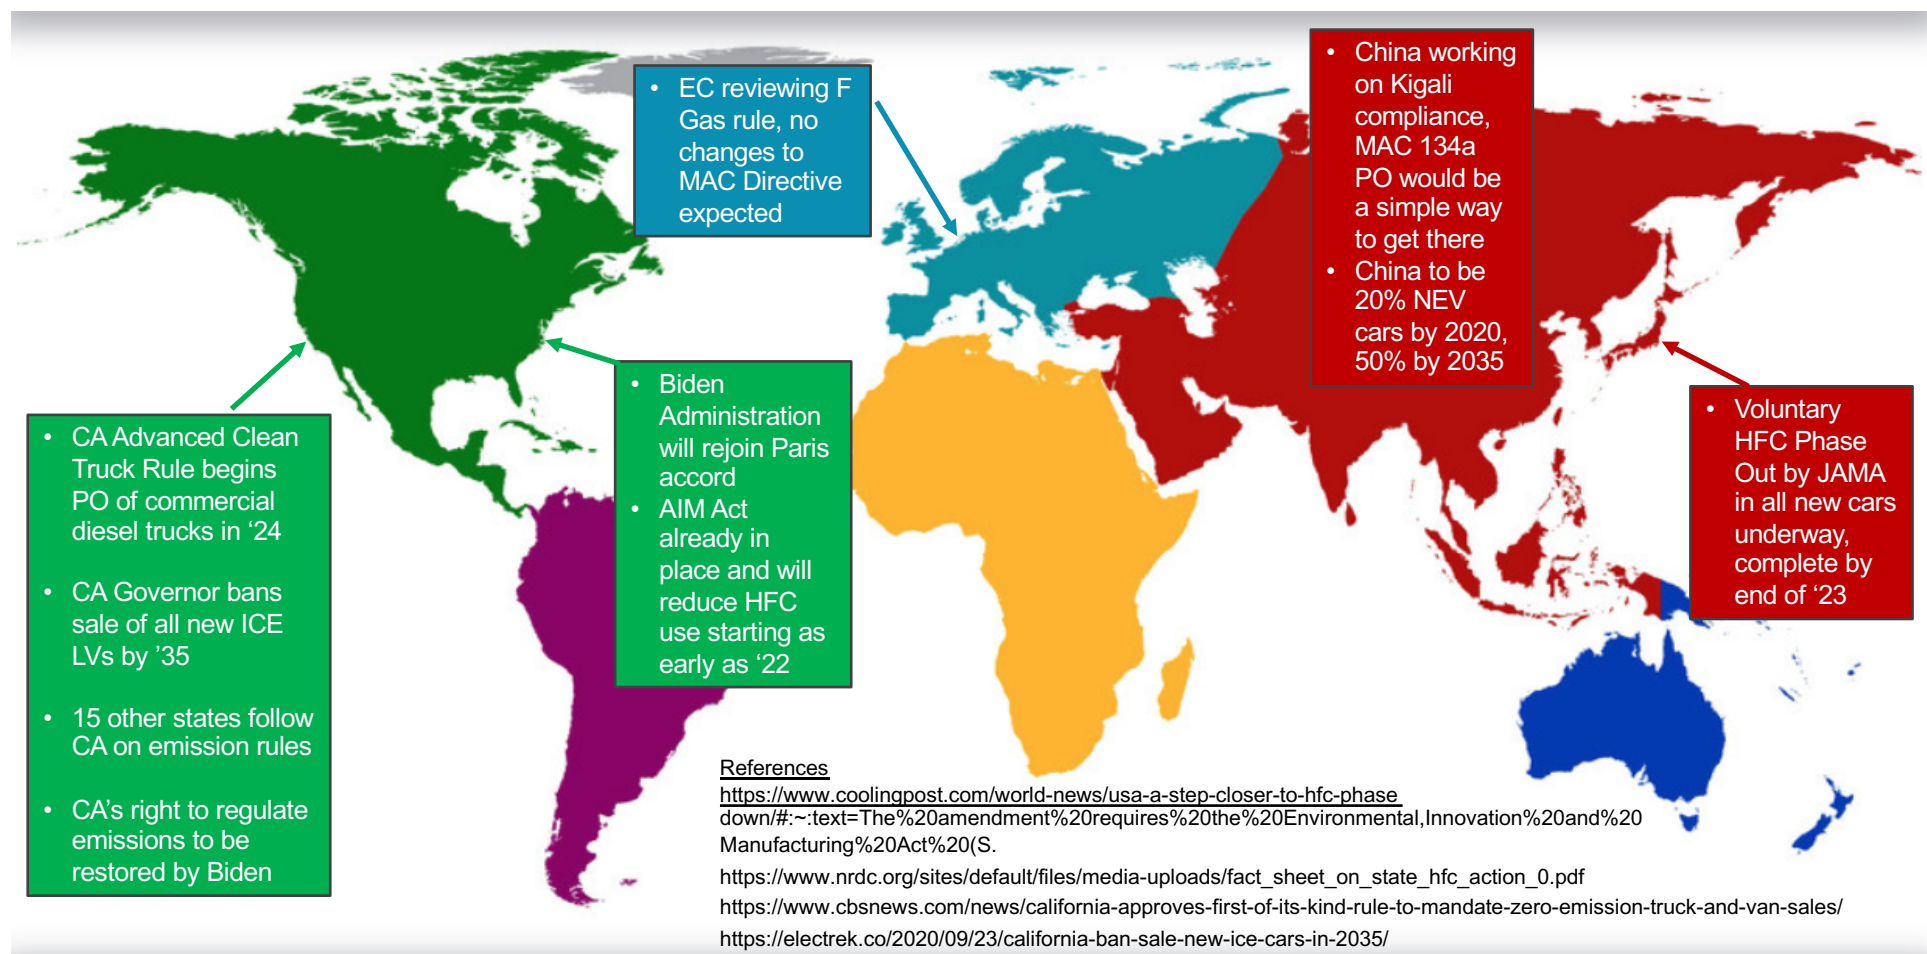 • EC reviewing F
Gas rule, no
changes to
MAC Directive
expected
• China working
on Kigali
compliance,
MAC 134a
PO would be
a simple way
to get there
• China to be
20% NEV
cars by 2020,
50% by 2035
• CA Advanced Clean
Truck Rule begins
PO of commercial
diesel trucks in ‘24
• CA Governor bans
sale of all new ICE
LVs by ’35
• 15 other states follow
CA on emission rules
• CA’s right to regulate
emissions to be
restored by Biden
• Biden
Administration
will rejoin Paris
accord
• AIM Act
already in
place and will
reduce HFC
use starting as
early as ‘22
• Voluntary
HFC Phase
Out by JAMA
in all new cars
underway,
complete by
end of ‘23
References
https://www.coolingpost.com/world-news/usa-a-step-closer-to-hfc-phase
down/#:~:text=The%20amendment%20requires%20the%20Environmental,Innovation%20and%20
Manufacturing%20Act%20(S.
https://www.nrdc.org/sites/default/files/media-uploads/fact_sheet_on_state_hfc_action_0.pdf
https://www.cbsnews.com/news/california-approves-first-of-its-kind-rule-to-mandate-zero-emission-truck-and-van-sales/
https://electrek.co/2020/09/23/california-ban-sale-new-ice-cars-in-2035/